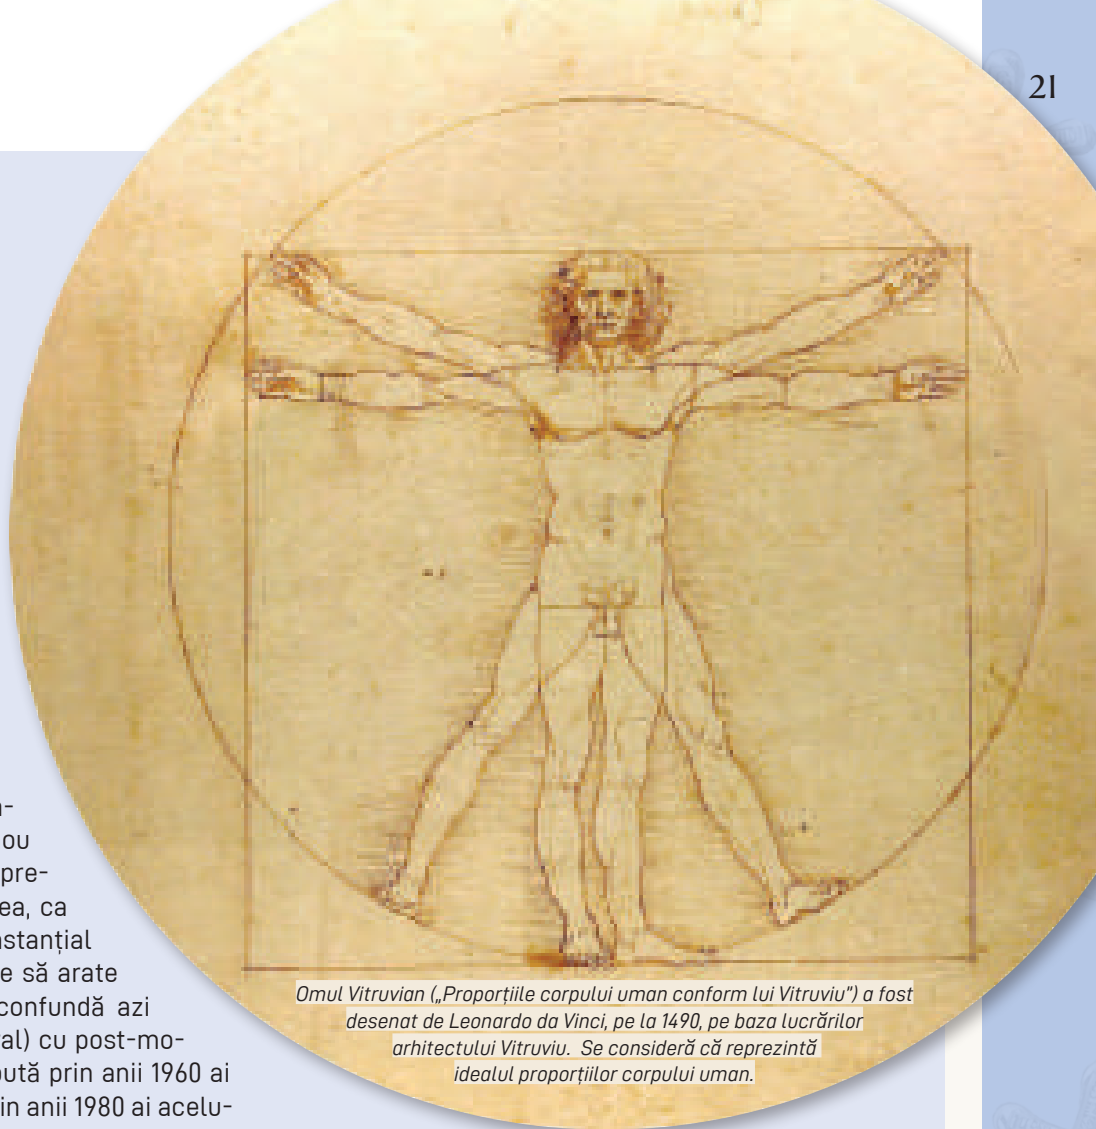 21
ou
pre-
ea, ca
nstanțial
e să arate
confundă azi
al) cu post-mo-
oută prin anii 1960 ai
in anii 1980 ai acelu-
Omul Vitruvian („Proporțiile corpului uman conform lui Vitruviu”) a fost
desenat de Leonardo da Vinci, pe la 1490, pe baza lucrărilor
arhitectului Vitruviu. Se consideră că reprezintă
idealul proporțiilor corpului uman.